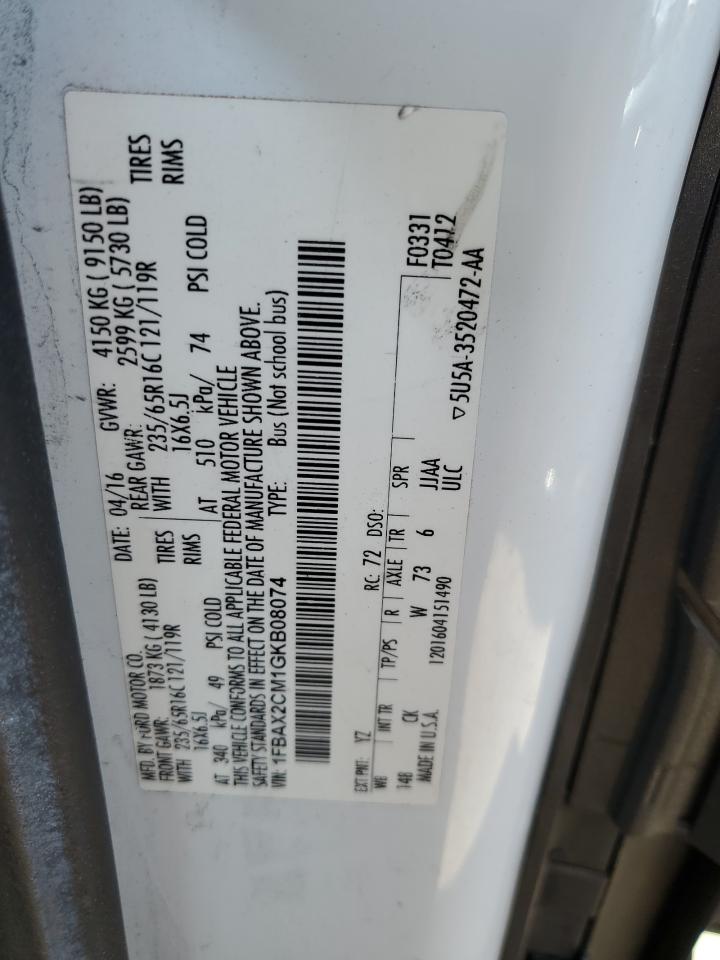 MFD. BY FORD MOTOR CO. DATE: 04/16 GVWR: 4150 KG ( 9150 LB)
FRONT GAWR: 1873 KG ( 4130 LB) REAR GAWR: 2599 KG ( 5730 LB)
WITH 235/65R16C 121/119R TIRES WITH 235/65R16C 121/119R TIRES
16X6.5J RIMS 16X6.5J RIMS
AT 340 kPa/ 49 PSI COLD AT 510 kPa/ 74 PSI COLD
THIS VEHICLE CONFORMS TO ALL APPLICABLE FEDERAL MOTOR VEHICLE
SAFETY STANDARDS IN EFFECT ON THE DATE OF MANUFACTURE SHOWN ABOVE.
VIN: 1FBAX2CM1GKB08074 TYPE: Bus (Not school bus)
EXT PNT: YZ RC: 72 DSO:
WB INT TR TP/PS R AXLE TR SPR F0331
148 CK W 73 6 JJAA T0412
MADE IN U.S.A. 1201604151490 ULC ▽5U5A-3520472-AA